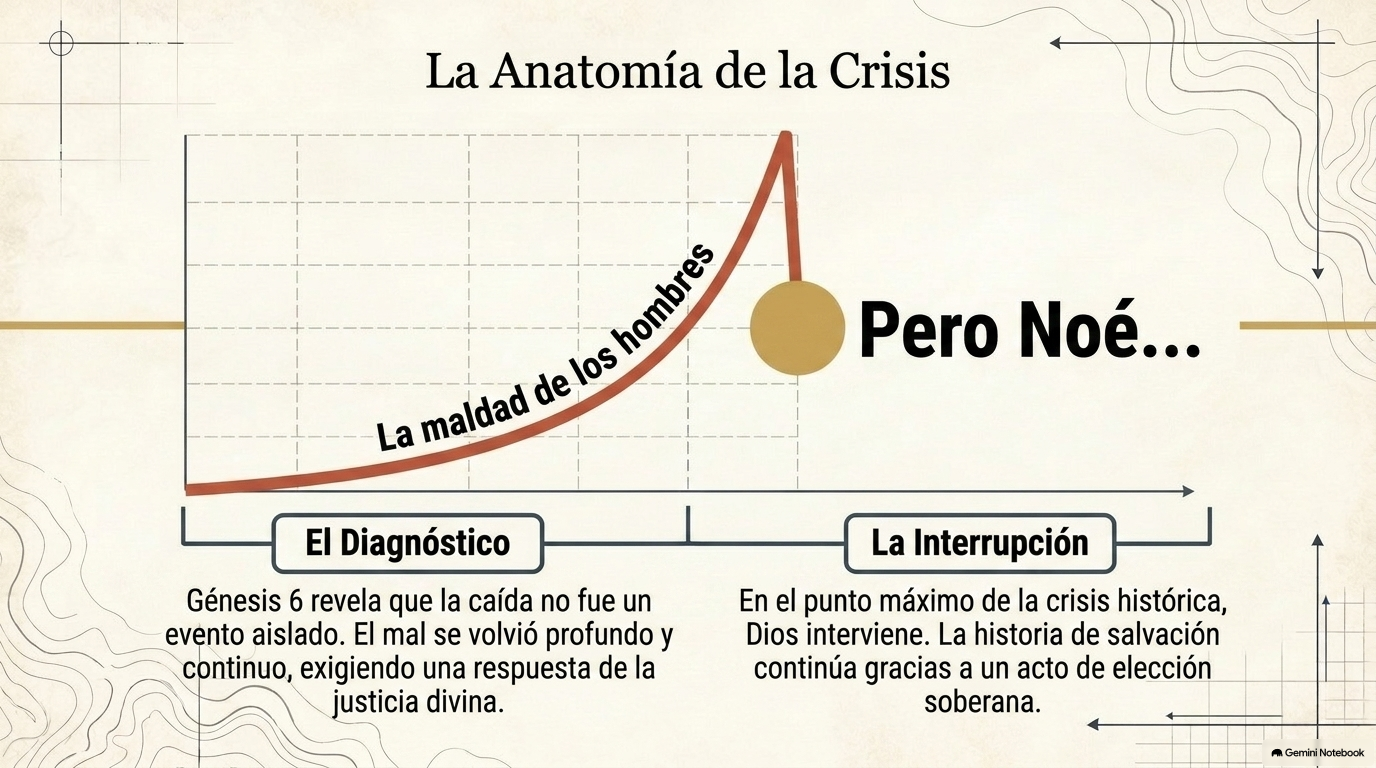 La Anatomía de la Crisis
La maldad de los hombres
Pero Noé...
El Diagnóstico
Génesis 6 revela que la caída no fue un
evento aislado. El mal se volvió profundo y
continuo, exigiendo una respuesta de la
justicia divina.
La Interrupción
En el punto máximo de la crisis histórica,
Dios interviene. La historia de salvación
continúa gracias a un acto de elección
soberana.
Gemini Notebook